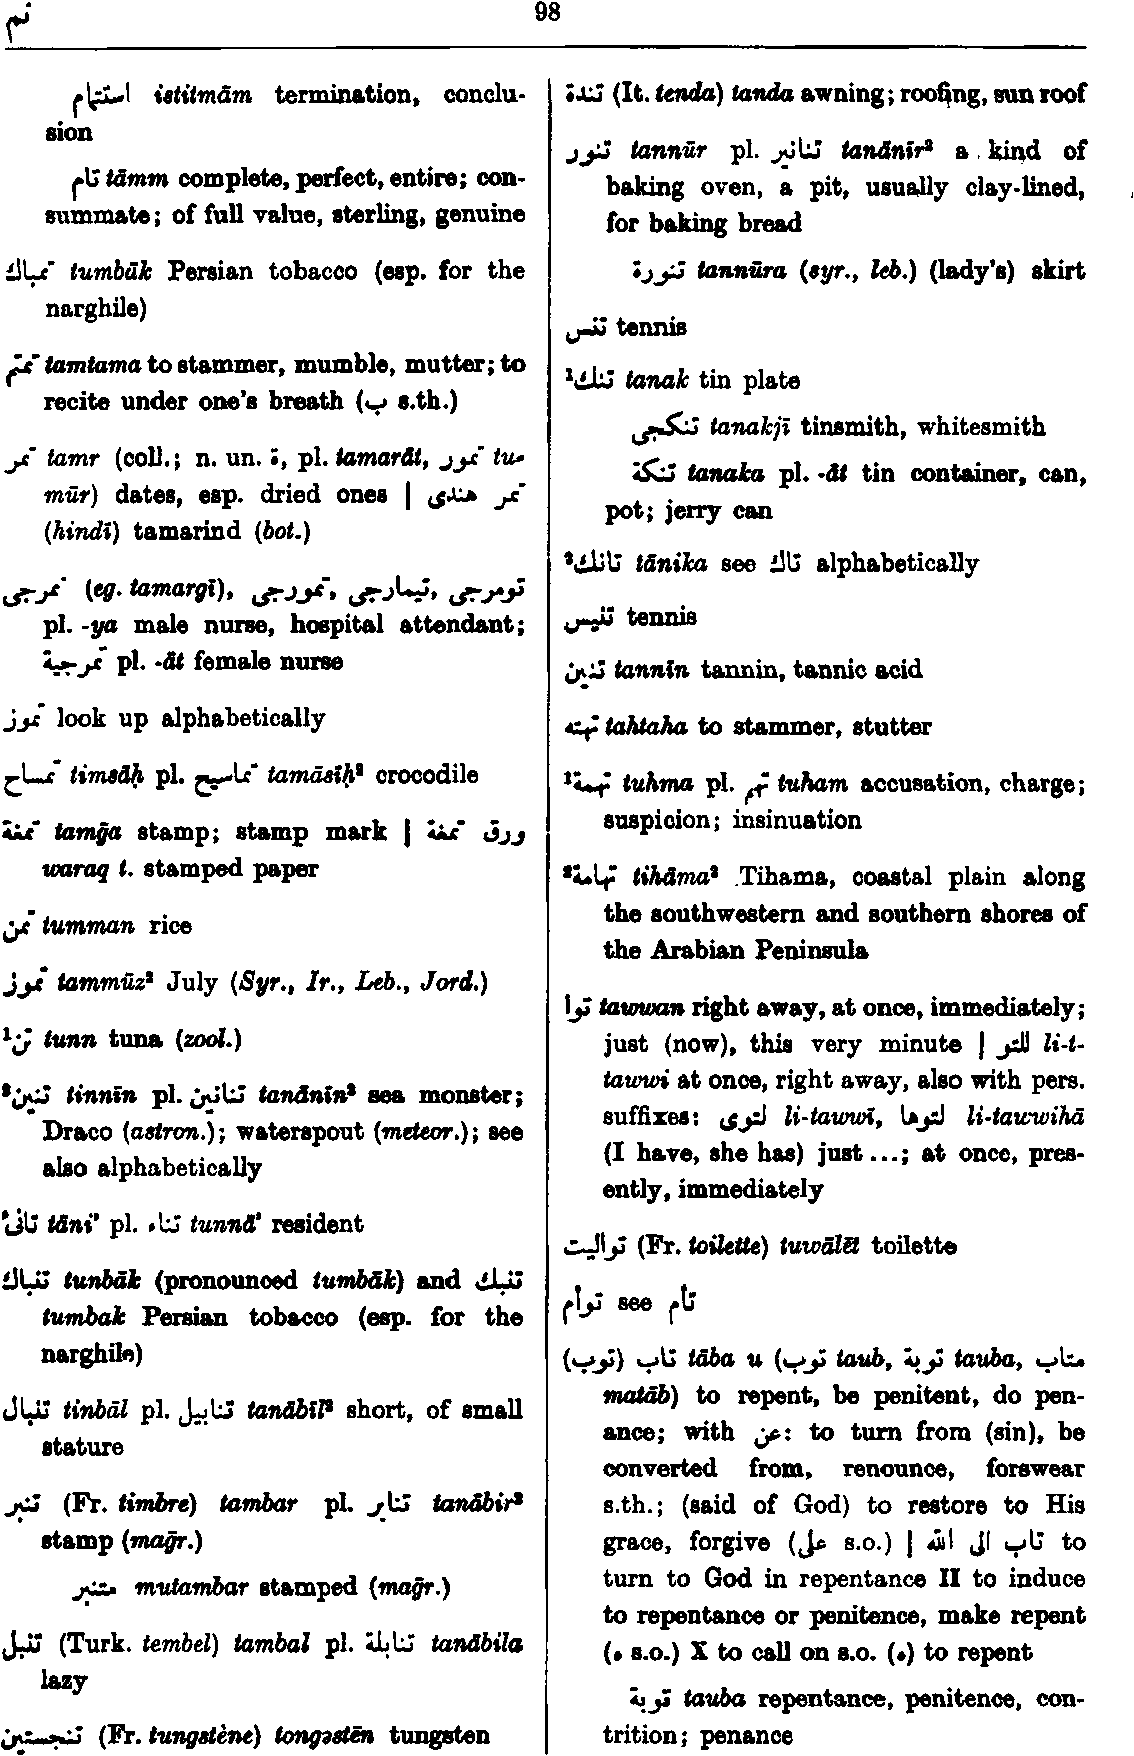 تم
98
استتمام istitmām termination, conclu-
sion
تام tāmm complete, perfect, entire; con-
summate; of full value, sterling, genuine
تمباك tumbāk Persian tobacco (esp. for the
narghile)
تمتم tamtama to stammer, mumble, mutter; to
recite under one's breath (ب s.th.)
تمر tamr (coll.; n. un. ة, pl. tamarāt, تمور tu-
mūr) dates, esp. dried ones | تمر هندى
(hindī) tamarind (bot.)
تمرجى (eg. tamargī), تمورجى, تيمارجى, تومرجى
pl. -ya male nurse, hospital attendant;
تمرجية pl. -āt female nurse
تموز look up alphabetically
تمساح timsāḥ pl. تماسيح tamāsīḥ² crocodile
تمغة tamḡa stamp; stamp mark | ورق تمغة
waraq t. stamped paper
تمن tumman rice
تموز tammūz² July (Syr., Ir., Leb., Jord.)
¹تن tunn tuna (zool.)
²تنين tinnīn pl. تنانين tanānīn² sea monster;
Draco (astron.); waterspout (meteor.); see
also alphabetically
تانئ tāni' pl. تناء tunnā' resident
تنباك tunbāk (pronounced tumbāk) and تنبك
tumbak Persian tobacco (esp. for the
narghile)
تنبال tinbāl pl. تنابيل tanābīl² short, of small
stature
تنبر (Fr. timbre) tambar pl. تنابر tanābir²
stamp (maḡr.)
متنبر mutambar stamped (maḡr.)
تنبل (Turk. tembel) tambal pl. تنابلة tanābila
lazy
تنجستين (Fr. tungstène) tongəstēn tungsten
تندة (It. tenda) tanda awning; roofing, sun roof
تنور tannūr pl. تنانير tanānīr² a kind of
baking oven, a pit, usually clay-lined,
for baking bread
تنورة tannūra (syr., leb.) (lady's) skirt
تنس tennis
¹تنك tanak tin plate
تنكجى tanakjī tinsmith, whitesmith
تنكة tanaka pl. -āt tin container, can,
pot; jerry can
²تانك tānika see تاك alphabetically
تنيس tennis
تنين tannīn tannin, tannic acid
تهته tahtaha to stammer, stutter
¹تهمة tuhma pl. تهم tuham accusation, charge;
suspicion; insinuation
²تهامة tihāma² Tihama, coastal plain along
the southwestern and southern shores of
the Arabian Peninsula
توا tawwan right away, at once, immediately;
just (now), this very minute | للتو li-t-
tawwi at once, right away, also with pers.
suffixes: لتوى li-tawwī, لتوها li-tawwihā
(I have, she has) just ...; at once, pres-
ently, immediately
تواليت (Fr. toilette) tuwālēt toilette
توأم see تأم
(توب) تاب tāba u (توب taub, توبة tauba, متاب
matāb) to repent, be penitent, do pen-
ance; with عن: to turn from (sin), be
converted from, renounce, forswear
s.th.; (said of God) to restore to His
grace, forgive (على s.o.) | تاب الى الله to
turn to God in repentance II to induce
to repentance or penitence, make repent
(ه s.o.) X to call on s.o. (ه) to repent
توبة tauba repentance, penitence, con-
trition; penance